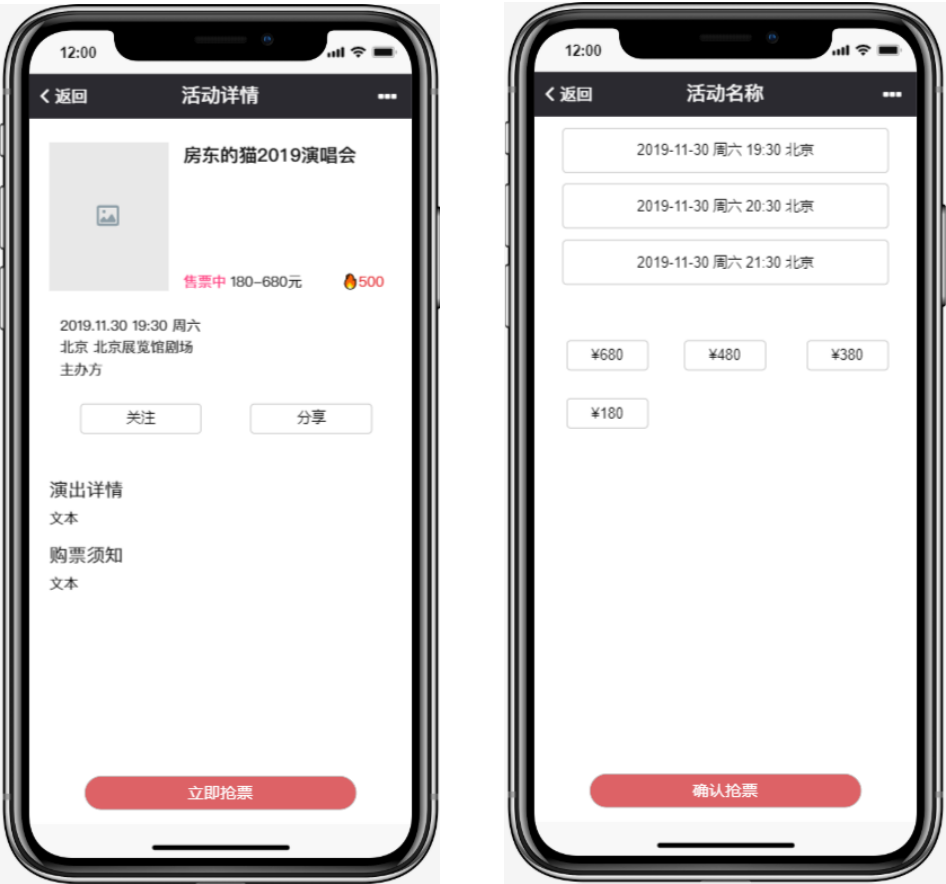 12:00
返回
活动详情
房东的猫2019演唱会
售票中 180-680元
500
2019.11.30 19:30 周六
北京 北京展览馆剧场
主办方
关注
分享
演出详情
文本
购票须知
文本
立即抢票
12:00
返回
活动名称
2019-11-30 周六 19:30 北京
2019-11-30 周六 20:30 北京
2019-11-30 周六 21:30 北京
¥680
¥480
¥380
¥180
确认抢票